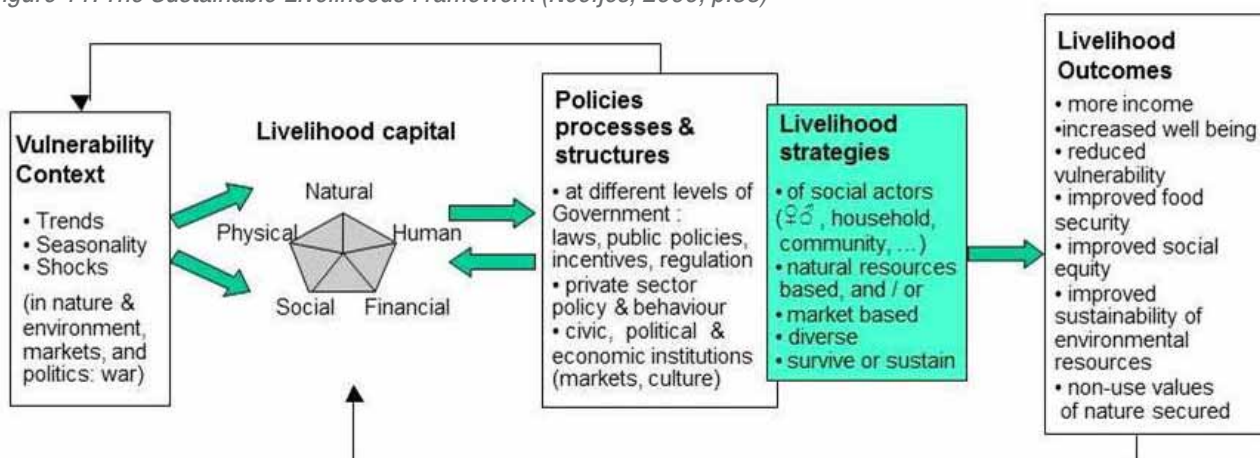 Vulnerability
Context
• Trends
• Seasonality
• Shocks
(in nature &
environment,
markets, and
politics: war)
Livelihood capital
Natural
Physical
Human
Social
Financial
Policies
processes &
structures
• at different levels of
Government :
laws, public policies,
incentives, regulation
• private sector
policy & behaviour
• civic, political &
economic institutions
(markets, culture)
Livelihood
strategies
• of social actors
(♀♂, household,
community, ...)
• natural resources
based, and / or
• market based
• diverse
• survive or sustain
Livelihood
Outcomes
• more income
•increased well being
• reduced
vulnerability
• improved food
security
• improved social
equity
• improved
sustainability of
environmental
resources
• non-use values
of nature secured